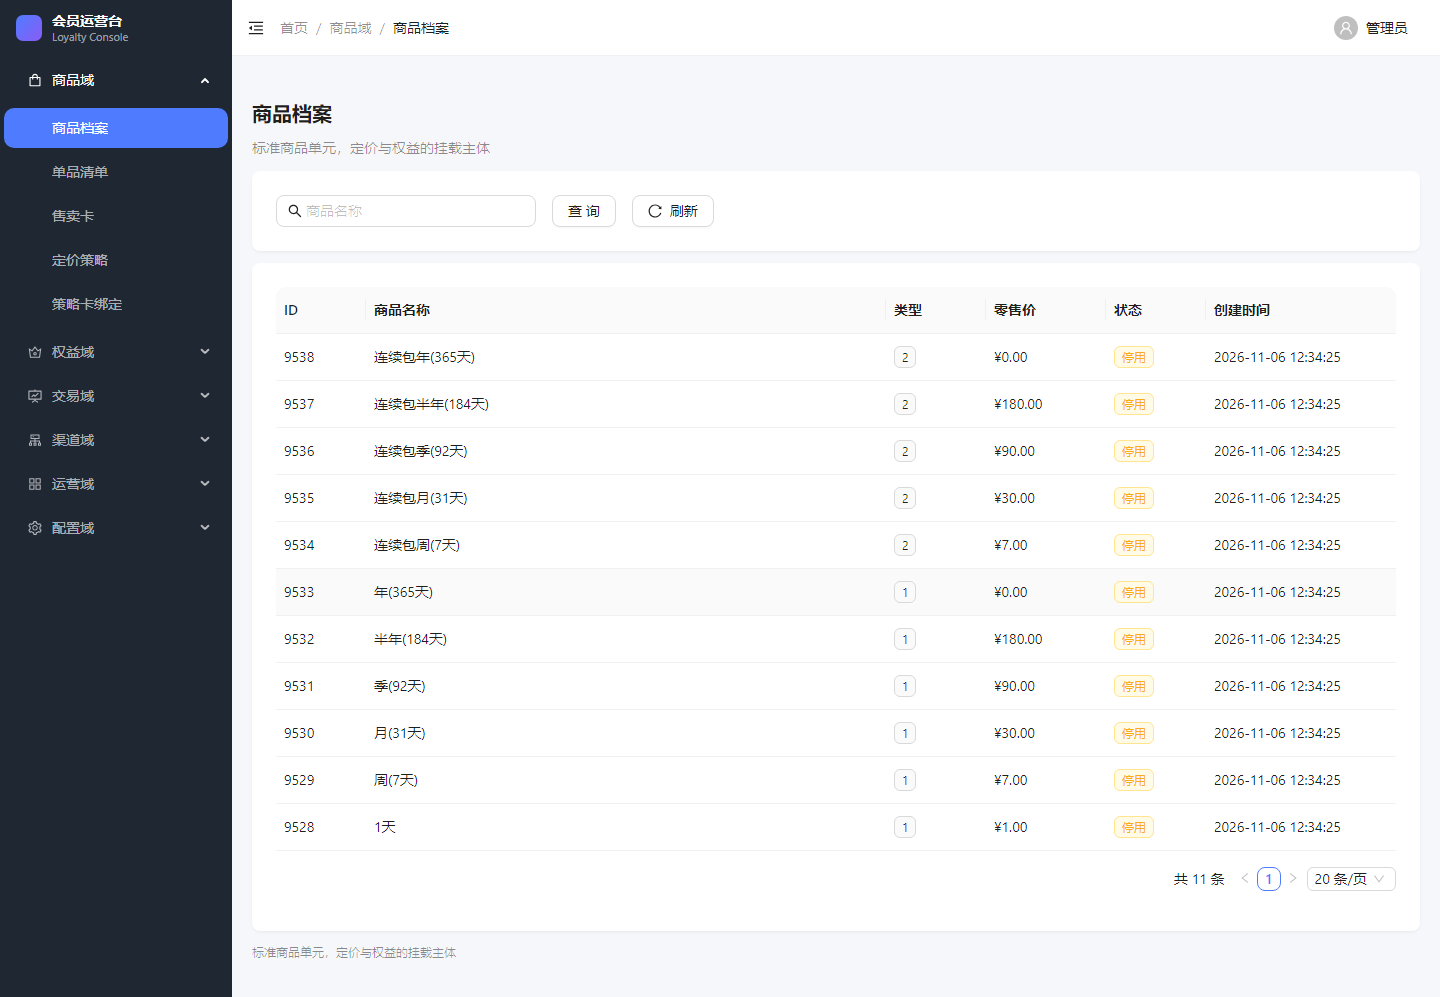 会员运营台
Loyalty Console
商品域
商品档案
单品清单
售卖卡
定价策略
策略卡绑定
权益域
交易域
渠道域
运营域
配置域
首页 / 商品域 / 商品档案
管理员
商品档案
标准商品单元，定价与权益的挂载主体
商品名称 查询 刷新
ID 商品名称 类型 零售价 状态 创建时间
9538 连续包年(365天) 2 ¥0.00 停用 2026-11-06 12:34:25
9537 连续包半年(184天) 2 ¥180.00 停用 2026-11-06 12:34:25
9536 连续包季(92天) 2 ¥90.00 停用 2026-11-06 12:34:25
9535 连续包月(31天) 2 ¥30.00 停用 2026-11-06 12:34:25
9534 连续包周(7天) 2 ¥7.00 停用 2026-11-06 12:34:25
9533 年(365天) 1 ¥0.00 停用 2026-11-06 12:34:25
9532 半年(184天) 1 ¥180.00 停用 2026-11-06 12:34:25
9531 季(92天) 1 ¥90.00 停用 2026-11-06 12:34:25
9530 月(31天) 1 ¥30.00 停用 2026-11-06 12:34:25
9529 周(7天) 1 ¥7.00 停用 2026-11-06 12:34:25
9528 1天 1 ¥1.00 停用 2026-11-06 12:34:25
共 11 条 < 1 > 20 条/页
标准商品单元，定价与权益的挂载主体